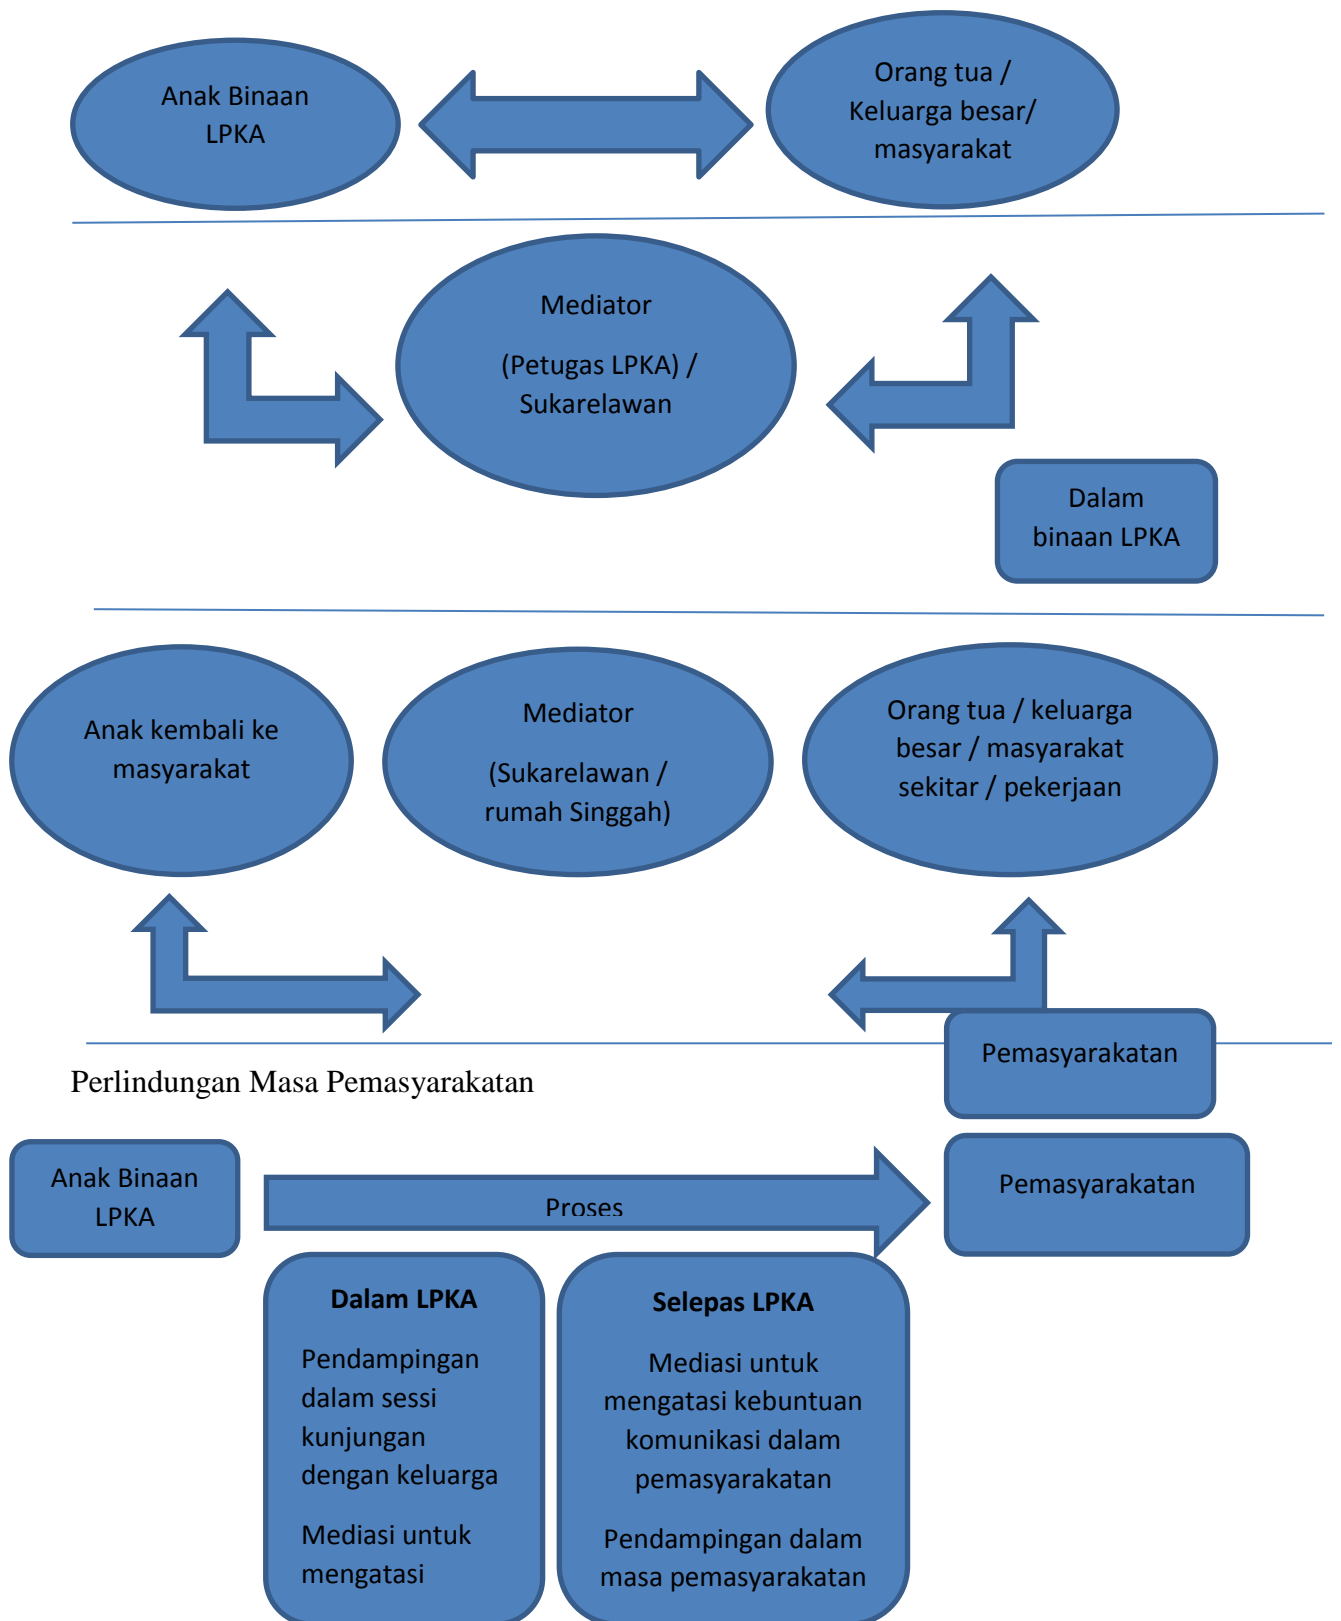 Anak Binaan
LPKA
Orang tua /
Keluarga besar/
masyarakat
Mediator
(Petugas LPKA) /
Sukarelawan
Dalam
binaan LPKA
Anak kembali ke
masyarakat
Mediator
(Sukarelawan /
rumah Singgah)
Orang tua / keluarga
besar / masyarakat
sekitar / pekerjaan
Pemasyarakatan
Perlindungan Masa Pemasyarakatan
Anak Binaan
LPKA
Proses
Pemasyarakatan
Dalam LPKA
Pendampingan
dalam sessi
kunjungan
dengan keluarga
Mediasi untuk
mengatasi
Selepas LPKA
Mediasi untuk
mengatasi kebuntuan
komunikasi dalam
pemasyarakatan
Pendampingan dalam
masa pemasyarakatan